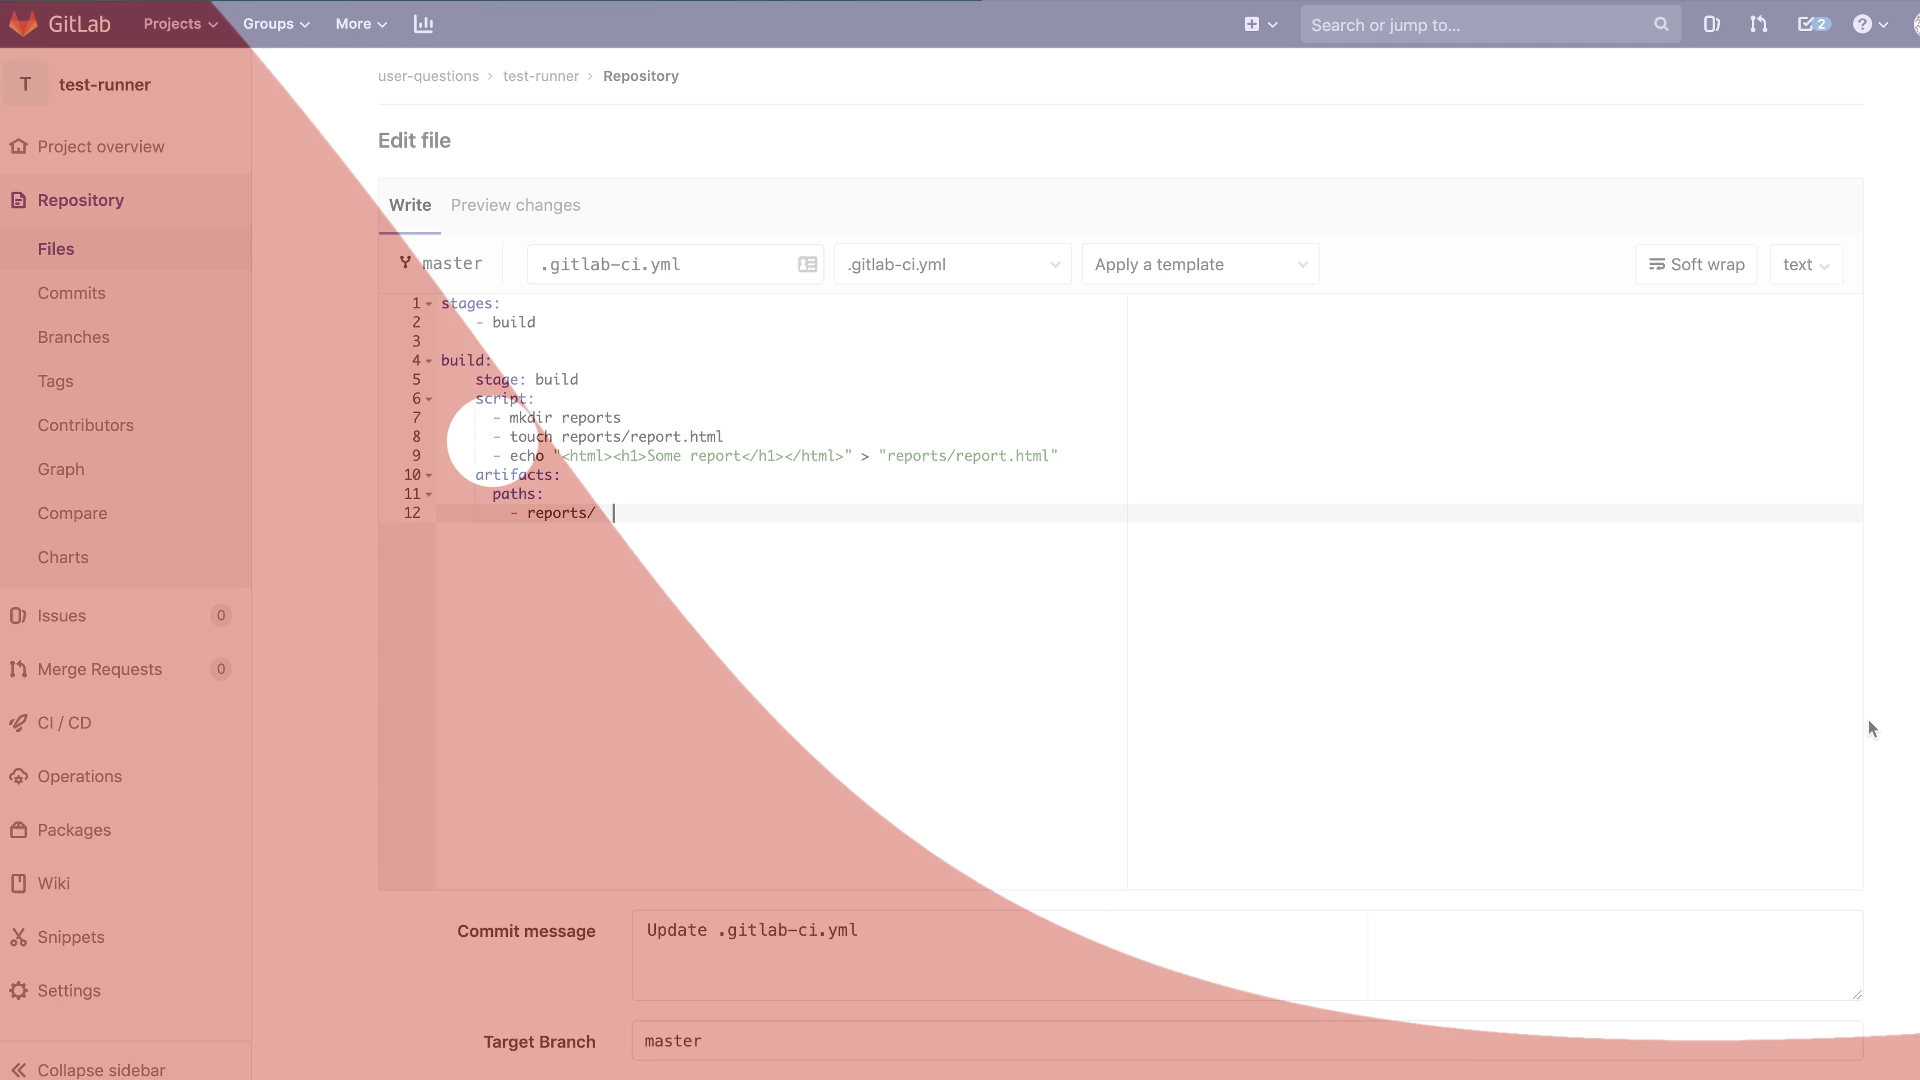 GitLab Projects Groups More Search or jump to... 2
T test-runner
user-questions › test-runner › Repository
Project overview
Repository
Files
Commits
Branches
Tags
Contributors
Graph
Compare
Charts
Issues 0
Merge Requests 0
CI / CD
Operations
Packages
Wiki
Snippets
Settings
Collapse sidebar
Edit file
Write Preview changes
master .gitlab-ci.yml .gitlab-ci.yml Apply a template Soft wrap text
1 stages:
2 - build
3
4 build:
5 stage: build
6 script:
7 - mkdir reports
8 - touch reports/report.html
9 - echo "<html><h1>Some report</h1></html>" > "reports/report.html"
10 artifacts:
11 paths:
12 - reports/
Commit message Update .gitlab-ci.yml
Target Branch master